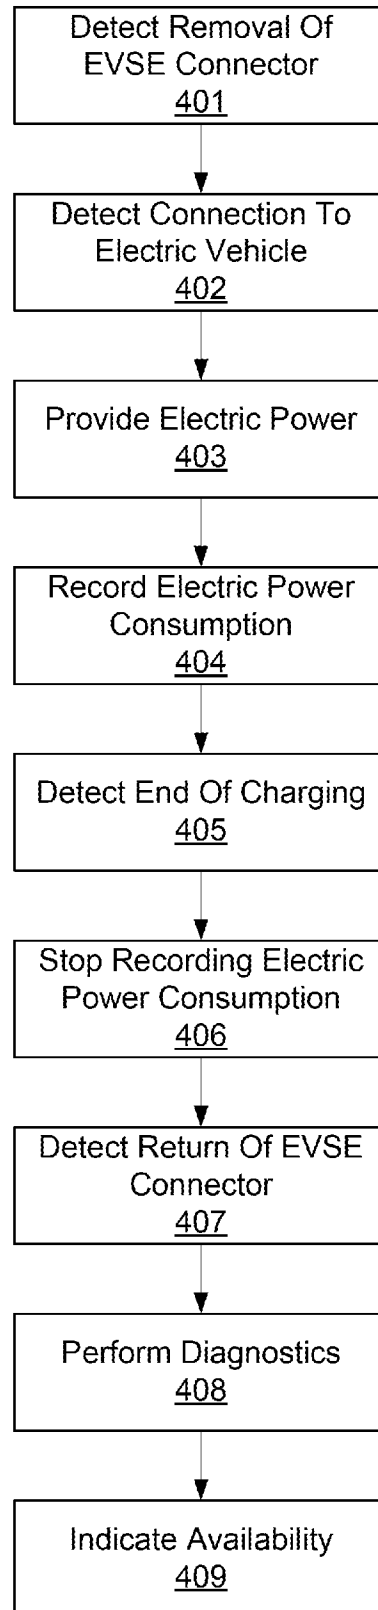 Detect Removal Of
EVSE Connector
401
Detect Connection To
Electric Vehicle
402
Provide Electric Power
403
Record Electric Power
Consumption
404
Detect End Of Charging
405
Stop Recording Electric
Power Consumption
406
Detect Return Of EVSE
Connector
407
Perform Diagnostics
408
Indicate Availability
409